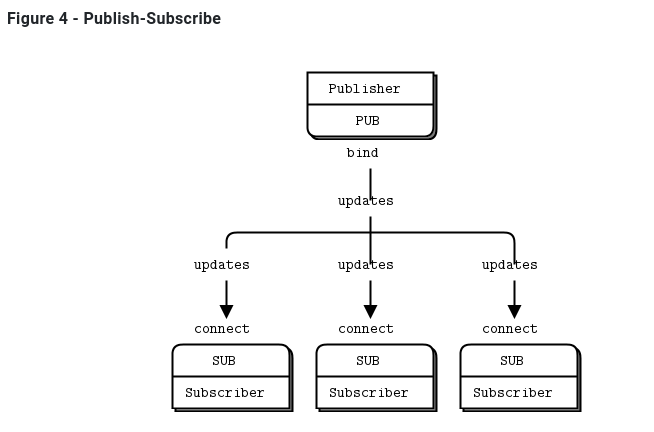 Figure 4 - Publish-Subscribe
Publisher
PUB
bind
updates
updates updates updates
connect connect connect
SUB SUB SUB
Subscriber Subscriber Subscriber